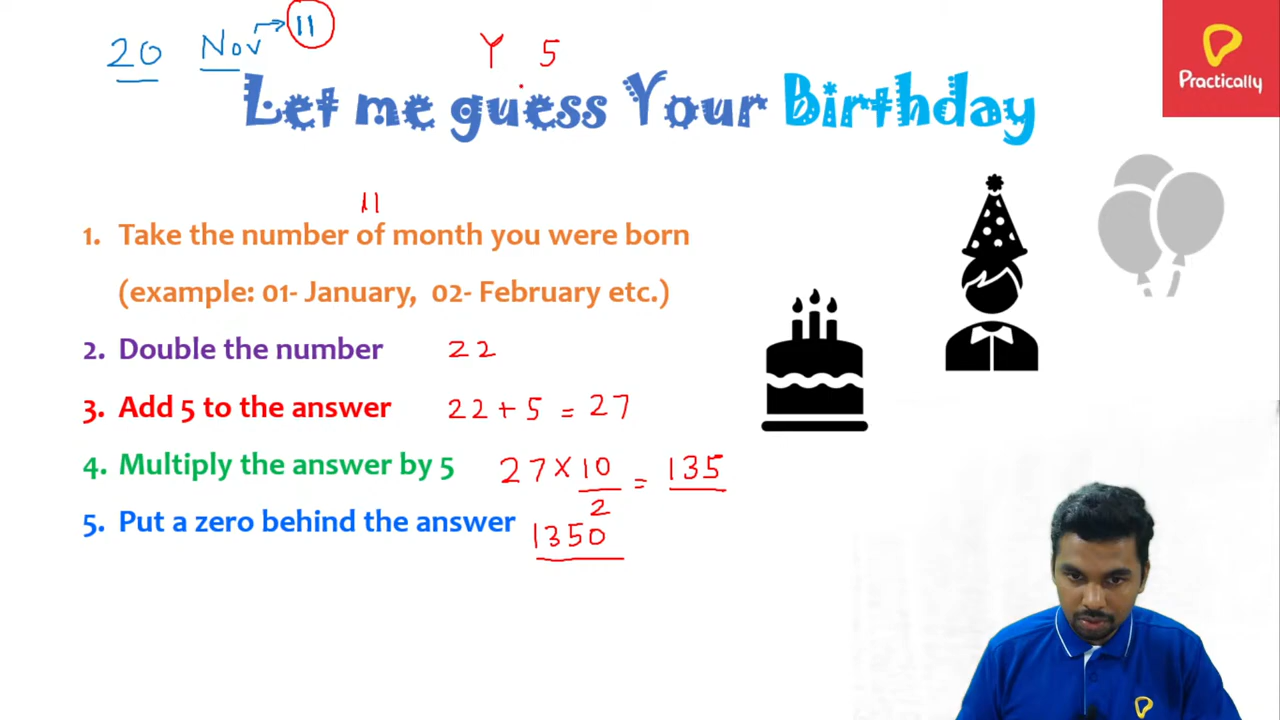 20 Nov → 11
Y 5
Practically
Let me guess Your Birthday
11
1. Take the number of month you were born
(example: 01- January, 02- February etc.)
2. Double the number 22
3. Add 5 to the answer 22 + 5 = 27
4. Multiply the answer by 5 27 × 10/2 = 135
5. Put a zero behind the answer 1350